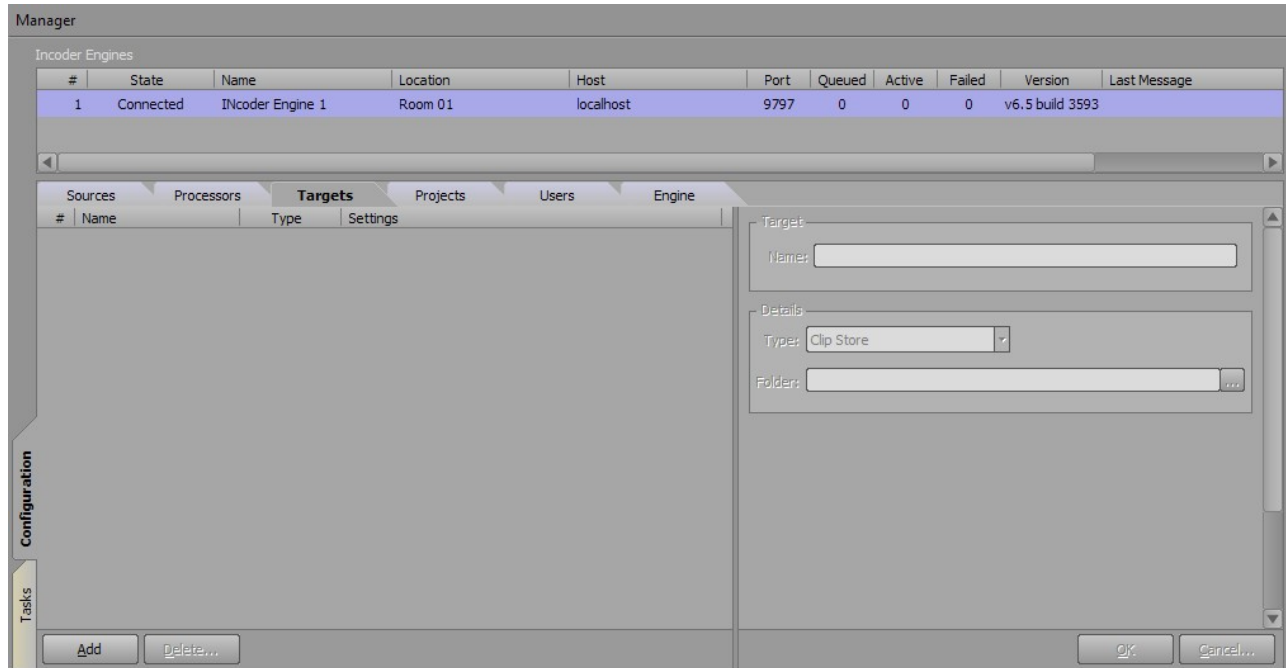 Manager
Incoder Engines
# State Name Location Host Port Queued Active Failed Version Last Message
1 Connected INcoder Engine 1 Room 01 localhost 9797 0 0 0 v6.5 build 3593
Sources Processors Targets Projects Users Engine
# Name Type Settings
Target
Name:
Details
Type: Clip Store
Folder: ...
Configuration
Tasks
Add Delete... OK Cancel...